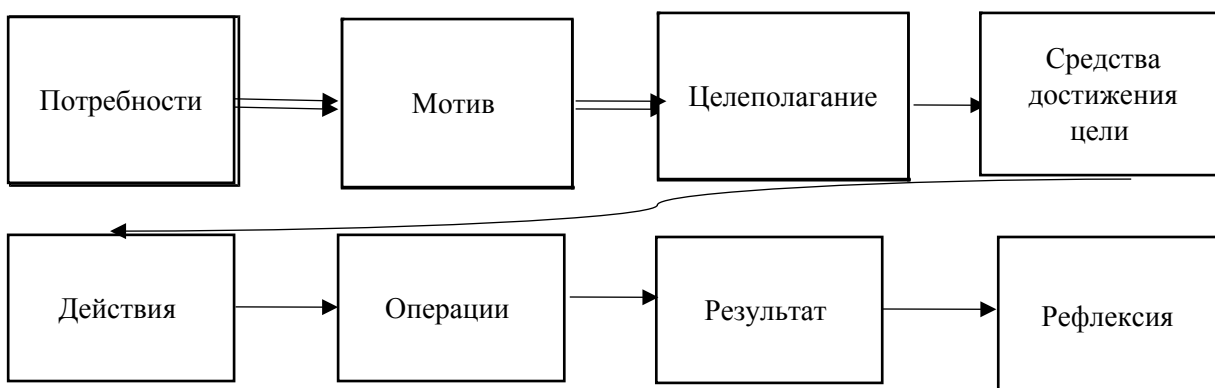 Потребности
Мотив
Целеполагание
Средства
достижения
цели
Действия
Операции
Результат
Рефлексия